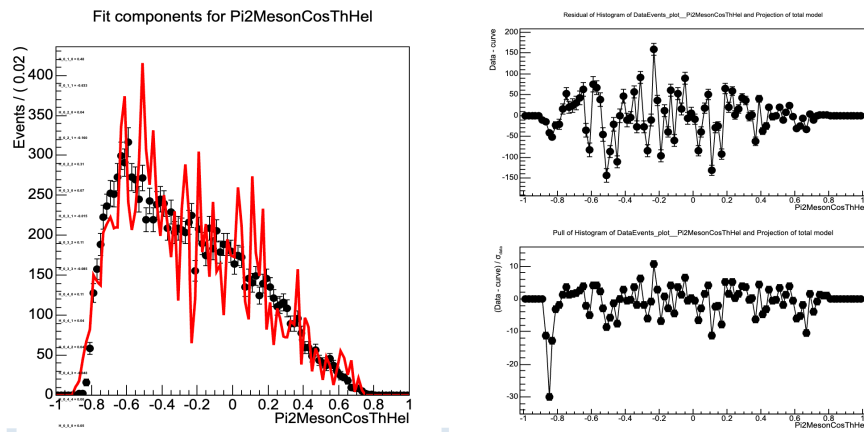 Fit components for Pi2MesonCosThHel
Events / ( 0.02 )
400
350
300
250
200
150
100
50
0
-1 -0.8 -0.6 -0.4 -0.2 0 0.2 0.4 0.6 0.8 1
Pi2MesonCosThHel
Residual of Histogram of DataEvents_plot__Pi2MesonCosThHel and Projection of total model
Data - curve
200
150
100
50
0
-50
-100
-150
-1 -0.8 -0.6 -0.4 -0.2 0 0.2 0.4 0.6 0.8 1
Pi2MesonCosThHel
Pull of Histogram of DataEvents_plot__Pi2MesonCosThHel and Projection of total model
(Data - curve) / σdata
10
0
-10
-20
-30
-1 -0.8 -0.6 -0.4 -0.2 0 0.2 0.4 0.6 0.8 1
Pi2MesonCosThHel